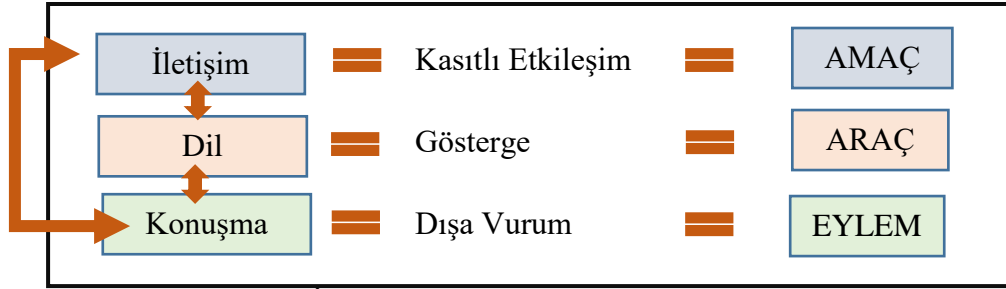 İletişim = Kasıtlı Etkileşim = AMAÇ
Dil = Gösterge = ARAÇ
Konuşma = Dışa Vurum = EYLEM